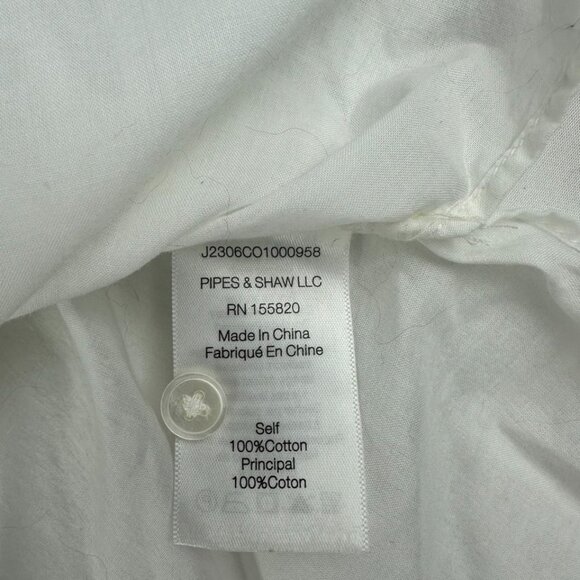 J2306CO1000958
PIPES & SHAW LLC
RN 155820
Made In China
Fabriqué En Chine
Self
100%Cotton
Principal
100%Coton